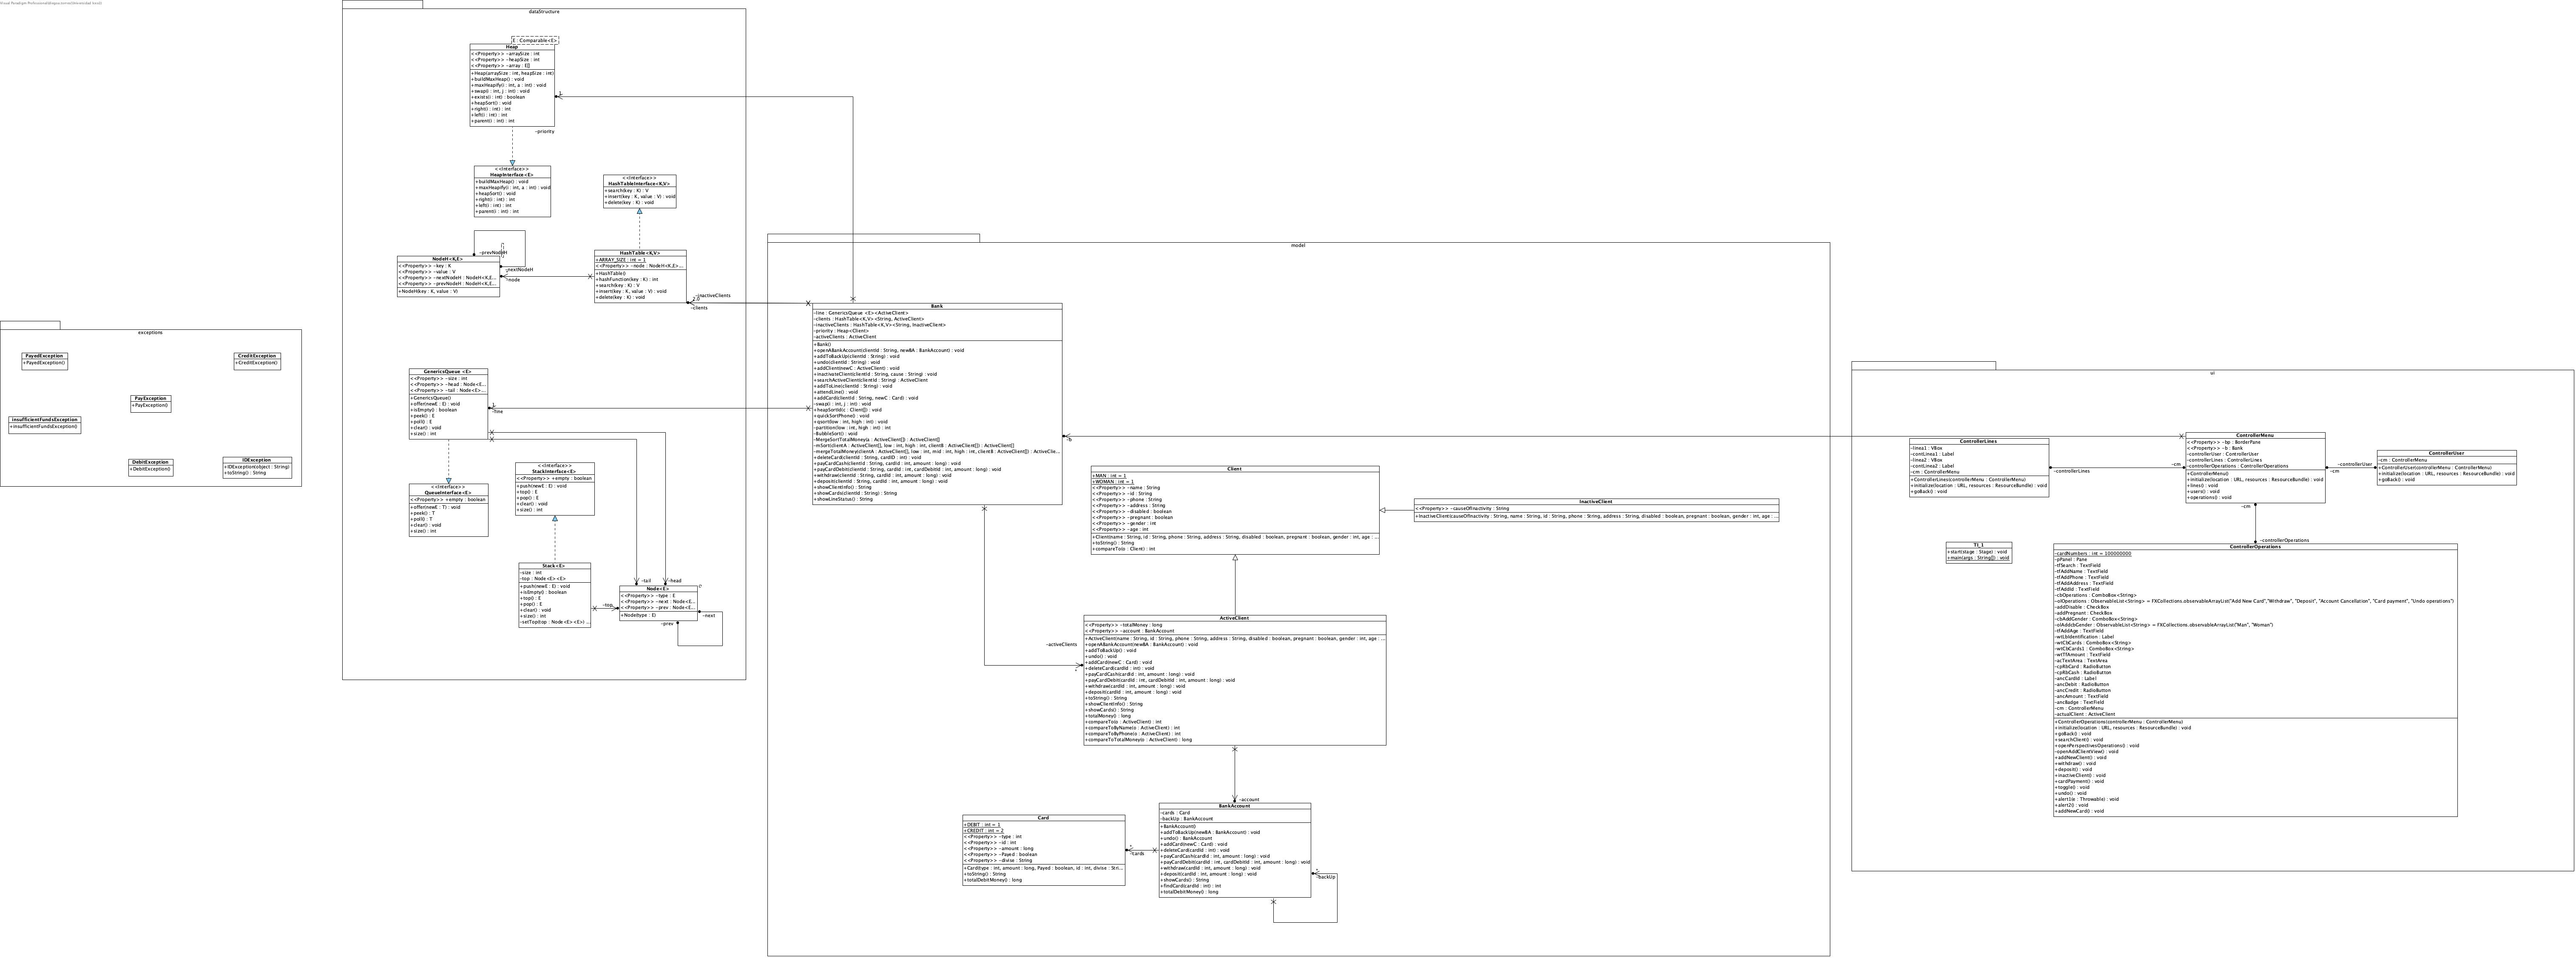 exceptions
PayedException
+PayedException()
CreditException
+CreditException()
PayException
+PayException()
InsufficientFundsException
+InsufficientFundsException()
DebitException
+DebitException()
IDException
+IDException(object : String)
+toString() : String
dataStructure
E : Comparable<E>
Heap
<<Property>> -arraySize : int
<<Property>> -heapSize : int
<<Property>> -array : E[]
+Heap(arraySize : int, heapSize : int)
+buildMaxHeap() : void
+maxHeapify(i : int, a : int) : void
+swap(i : int, j : int) : void
+exists(i : int) : boolean
+heapSort() : void
+right(i : int) : int
+left(i : int) : int
+parent(i : int) : int
-priority
<<Interface>>
HeapInterface<E>
+buildMaxHeap() : void
+maxHeapify(i : int, a : int) : void
+heapSort() : void
+right(i : int) : int
+left(i : int) : int
+parent(i : int) : int
<<Interface>>
HashTableInterface<K,V>
+search(key : K) : V
+insert(key : K, value : V) : void
+delete(key : K) : void
-prevNodeH
NodeH<K,E>
<<Property>> -key : K
<<Property>> -value : V
<<Property>> -nextNodeH : NodeH<K,E...
<<Property>> -prevNodeH : NodeH<K,E...
+NodeH(key : K, value : V)
-nextNodeH
-node
HashTable<K,V>
+ARRAY_SIZE : int = 1
<<Property>> -node : NodeH<K,E>...
+HashTable()
+hashFunction(key : K) : int
+search(key : K) : V
+insert(key : K, value : V) : void
+delete(key : K) : void
-inactiveClients
-clients
GenericsQueue <E>
<<Property>> -size : int
<<Property>> -head : Node<E...
<<Property>> -tail : Node<E>...
+GenericsQueue()
+offer(newE : E) : void
+isEmpty() : boolean
+peek() : E
+poll() : E
+clear() : void
+size() : int
-line
<<Interface>>
QueueInterface<E>
<<Property>> +empty : boolean
+offer(newE : T) : void
+peek() : T
+poll() : T
+clear() : void
+size() : int
<<Interface>>
StackInterface<E>
<<Property>> +empty : boolean
+push(newE : E) : void
+top() : E
+pop() : E
+clear() : void
+size() : int
Stack<E>
-size : int
-top : Node<E><E>
+push(newE : E) : void
+isEmpty() : boolean
+top() : E
+pop() : E
+clear() : void
+size() : int
-setTop(top : Node<E><E>) ...
-top
-tail
-head
Node<E>
<<Property>> -type : E
<<Property>> -next : Node<E...
<<Property>> -prev : Node<E...
+Node(type : E)
-next
-prev
model
Bank
-line : GenericsQueue <E><ActiveClient>
-clients : HashTable<K,V><String, ActiveClient>
-inactiveClients : HashTable<K,V><String, InactiveClient>
-priority : Heap<Client>
-activeClients : ActiveClient
+Bank()
+openABankAccount(clientId : String, newBA : BankAccount) : void
+addToBackUp(clientId : String) : void
+undo(clientId : String) : void
+addClient(newC : ActiveClient) : void
+inactivateClient(clientId : String, cause : String) : void
+searchActiveClient(clientId : String) : ActiveClient
+addToLine(clientId : String) : void
+attendLine() : void
+addCard(clientId : String, newC : Card) : void
-swap(i : int, j : int) : void
+heapSortId(c : Client[]) : void
+quickSortPhone() : void
+qsort(low : int, high : int) : void
-partition(low : int, high : int) : int
-BubbleSort() : void
-MergeSortTotalMoney(a : ActiveClient[]) : ActiveClient[]
-mSort(clientA : ActiveClient[], low : int, high : int, clientB : ActiveClient[]) : ActiveClient[]
-mergeTotalMoney(clientA : ActiveClient[], low : int, mid : int, high : int, clientB : ActiveClient[]) : ActiveClie...
+deleteCard(clientId : String, cardID : int) : void
+payCardCash(clientId : String, cardId : int, amount : long) : void
+payCardDebit(clientId : String, cardId : int, cardDebitId : int, amount : long) : void
+withdraw(clientId : String, cardId : int, amount : long) : void
+deposit(clientId : String, cardId : int, amount : long) : void
+showClientInfo() : String
+showCards(clientId : String) : String
+showLineStatus() : String
-b
Client
+MAN : int = 1
+WOMAN : int = 1
<<Property>> -name : String
<<Property>> -id : String
<<Property>> -phone : String
<<Property>> -address : String
<<Property>> -disabled : boolean
<<Property>> -pregnant : boolean
<<Property>> -gender : int
<<Property>> -age : int
+Client(name : String, id : String, phone : String, address : String, disabled : boolean, pregnant : boolean, gender : int, age : ...
+toString() : String
+compareTo(o : Client) : int
InactiveClient
<<Property>> -causeOfInactivity : String
+InactiveClient(causeOfInactivity : String, name : String, id : String, phone : String, address : String, disabled : boolean, pregnant : boolean, gender : int, age : ...
-activeClients
ActiveClient
<<Property>> -totalMoney : long
<<Property>> -account : BankAccount
+ActiveClient(name : String, id : String, phone : String, address : String, disabled : boolean, pregnant : boolean, gender : int, age : ...
+openABankAccount(newBA : BankAccount) : void
+addToBackUp() : void
+undo() : void
+addCard(newC : Card) : void
+deleteCard(cardId : int) : void
+payCardCash(cardId : int, amount : long) : void
+payCardDebit(cardId : int, cardDebitId : int, amount : long) : void
+withdraw(cardId : int, amount : long) : void
+deposit(cardId : int, amount : long) : void
+toString() : String
+showClientInfo() : String
+showCards() : String
+totalMoney() : long
+compareTo(o : ActiveClient) : int
+compareToByName(o : ActiveClient) : int
+compareToByPhone(o : ActiveClient) : int
+compareToTotalMoney(o : ActiveClient) : long
-account
BankAccount
-cards : Card
-backUp : BankAccount
+BankAccount()
+addToBackUp(newBA : BankAccount) : void
+undo() : BankAccount
+addCard(newC : Card) : void
+deleteCard(cardId : int) : void
+payCardCash(cardId : int, amount : long) : void
+payCardDebit(cardId : int, cardDebitId : int, amount : long) : void
+withdraw(cardId : int, amount : long) : void
+deposit(cardId : int, amount : long) : void
+showCards() : String
+findCard(cardId : int) : int
+totalDebitMoney() : long
-backUp
Card
+DEBIT : int = 1
+CREDIT : int = 2
<<Property>> -type : int
<<Property>> -id : int
<<Property>> -amount : long
<<Property>> -Payed : boolean
<<Property>> -divise : String
+Card(type : int, amount : long, Payed : boolean, id : int, divise : Stri...
+toString() : String
+totalDebitMoney() : long
-cards
ui
ControllerLines
-linea1 : VBox
-contLinea1 : Label
-linea2 : VBox
-contLinea2 : Label
-cm : ControllerMenu
+ControllerLines(controllerMenu : ControllerMenu)
+initialize(location : URL, resources : ResourceBundle) : void
+goBack() : void
-controllerLines
-cm
ControllerMenu
<<Property>> -bp : BorderPane
<<Property>> -b : Bank
-controllerUser : ControllerUser
-controllerLines : ControllerLines
-controllerOperations : ControllerOperations
+ControllerMenu()
+initialize(location : URL, resources : ResourceBundle) : void
+lines() : void
+users() : void
+operations() : void
-controllerUser
-cm
ControllerUser
-cm : ControllerMenu
+ControllerUser(controllerMenu : ControllerMenu)
+initialize(location : URL, resources : ResourceBundle) : void
+goBack() : void
-cm
-controllerOperations
TI_1
+start(stage : Stage) : void
+main(args : String[]) : void
ControllerOperations
-cardNumbers : int = 100000000
-pPanel : Pane
-tfSearch : TextField
-tfAddName : TextField
-tfAddPhone : TextField
-tfAddAddress : TextField
-tfAddId : TextField
-cbOperations : ComboBox<String>
-olOperations : ObservableList<String> = FXCollections.observableArrayList("Add New Card","Withdraw", "Deposit", "Account Cancellation", "Card payment", "Undo operations")
-addDisable : CheckBox
-addPregnant : CheckBox
-cbAddGender : ComboBox<String>
-olAddcbGender : ObservableList<String> = FXCollections.observableArrayList("Man", "Woman")
-tfAddAge : TextField
-wtLbIdentification : Label
-wtCbCards : ComboBox<String>
-wtCbCards1 : ComboBox<String>
-wtTfAmount : TextField
-acTextArea : TextArea
-cpRbCard : RadioButton
-cpRbCash : RadioButton
-ancCardId : Label
-ancDebit : RadioButton
-ancCredit : RadioButton
-ancAmount : TextField
-ancBadge : TextField
-cm : ControllerMenu
-actualClient : ActiveClient
+ControllerOperations(controllerMenu : ControllerMenu)
+initialize(location : URL, resources : ResourceBundle) : void
+goBack() : void
+searchClient() : void
+openPerspectivesOperations() : void
-openAddClientView() : void
+addNewClient() : void
+withdraw() : void
+deposit() : void
+inactiveClient() : void
+cardPayment() : void
+toggle() : void
+undo() : void
+alert1(e : Throwable) : void
+alert2() : void
+addNewCard() : void